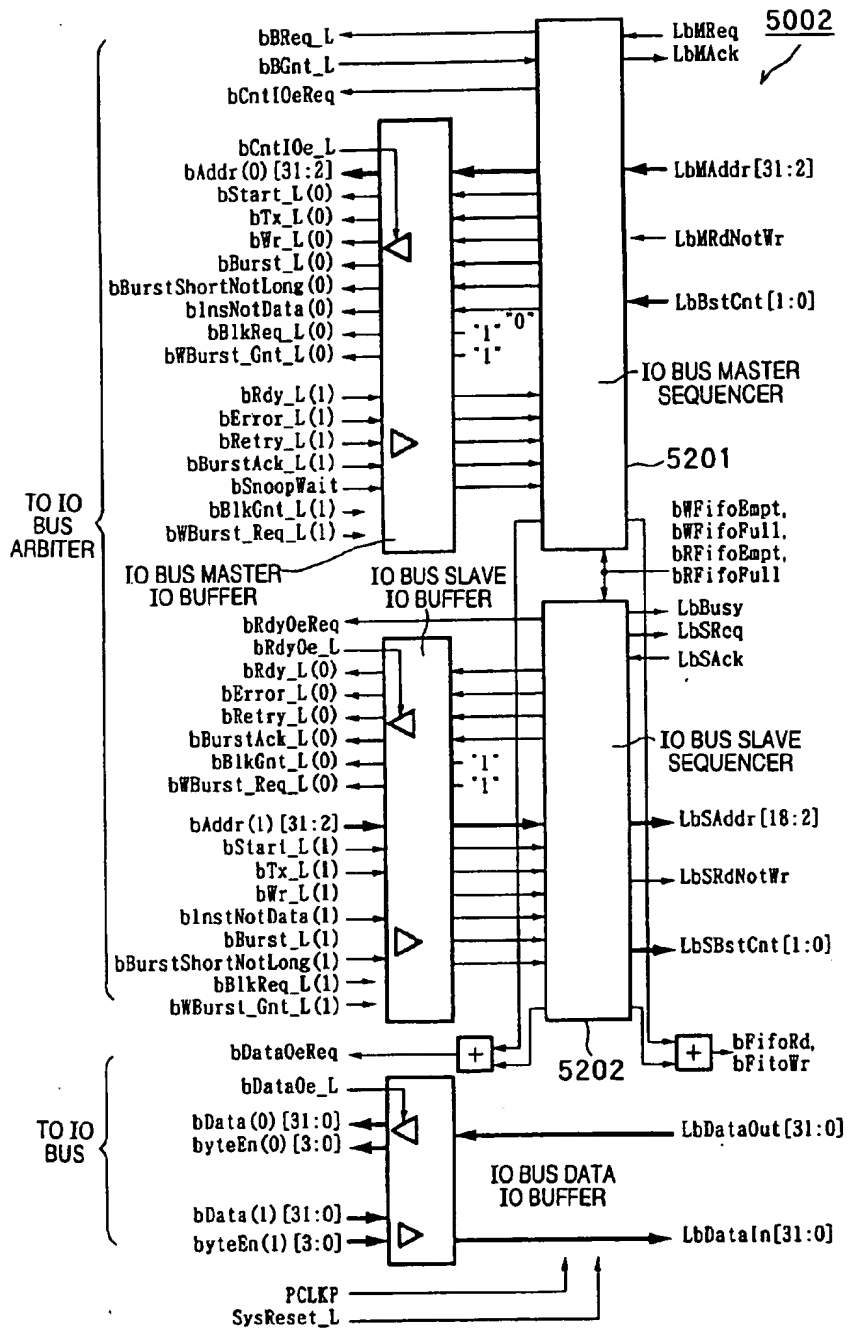 5002
bBReq_L
LbMReq
bBGnt_L
LbMAck
bCntIOeReq
bCntIOe_L
bAddr(0)[31:2]
LbMAddr[31:2]
bStart_L(0)
bTx_L(0)
bWr_L(0)
LbMRdNotWr
bBurst_L(0)
bBurstShortNotLong(0)
LbBstCnt[1:0]
bInsNotData(0)
"0"
bBlkReq_L(0)
"1"
bWBurst_Gnt_L(0)
"1"
IO BUS MASTER
SEQUENCER
bRdy_L(1)
bError_L(1)
bRetry_L(1)
5201
bBurstAck_L(1)
bSnoopWait
bBlkGnt_L(1)
bWBurst_Req_L(1)
TO IO
BUS
ARBITER
bWFifoEmpt,
bWFifoFull,
bRFifoEmpt,
bRFifoFull
IO BUS MASTER
IO BUFFER
IO BUS SLAVE
IO BUFFER
LbBusy
bRdyOeReq
LbSRcq
bRdyOe_L
LbSAck
bRdy_L(0)
bError_L(0)
bRetry_L(0)
bBurstAck_L(0)
IO BUS SLAVE
SEQUENCER
bBlkGnt_L(0)
"1"
bWBurst_Req_L(0)
"1"
bAddr(1)[31:2]
LbSAddr[18:2]
bStart_L(1)
bTx_L(1)
LbSRdNotWr
bWr_L(1)
bInstNotData(1)
bBurst_L(1)
LbSBstCnt[1:0]
bBurstShortNotLong(1)
bBlkReq_L(1)
bWBurst_Gnt_L(1)
bDataOeReq
+
5202
+
bFifoRd,
bFitoWr
bDataOe_L
TO IO
BUS
bData(0)[31:0]
LbDataOut[31:0]
byteEn(0)[3:0]
IO BUS DATA
IO BUFFER
bData(1)[31:0]
byteEn(1)[3:0]
LbDataIn[31:0]
PCLKP
SysReset_L